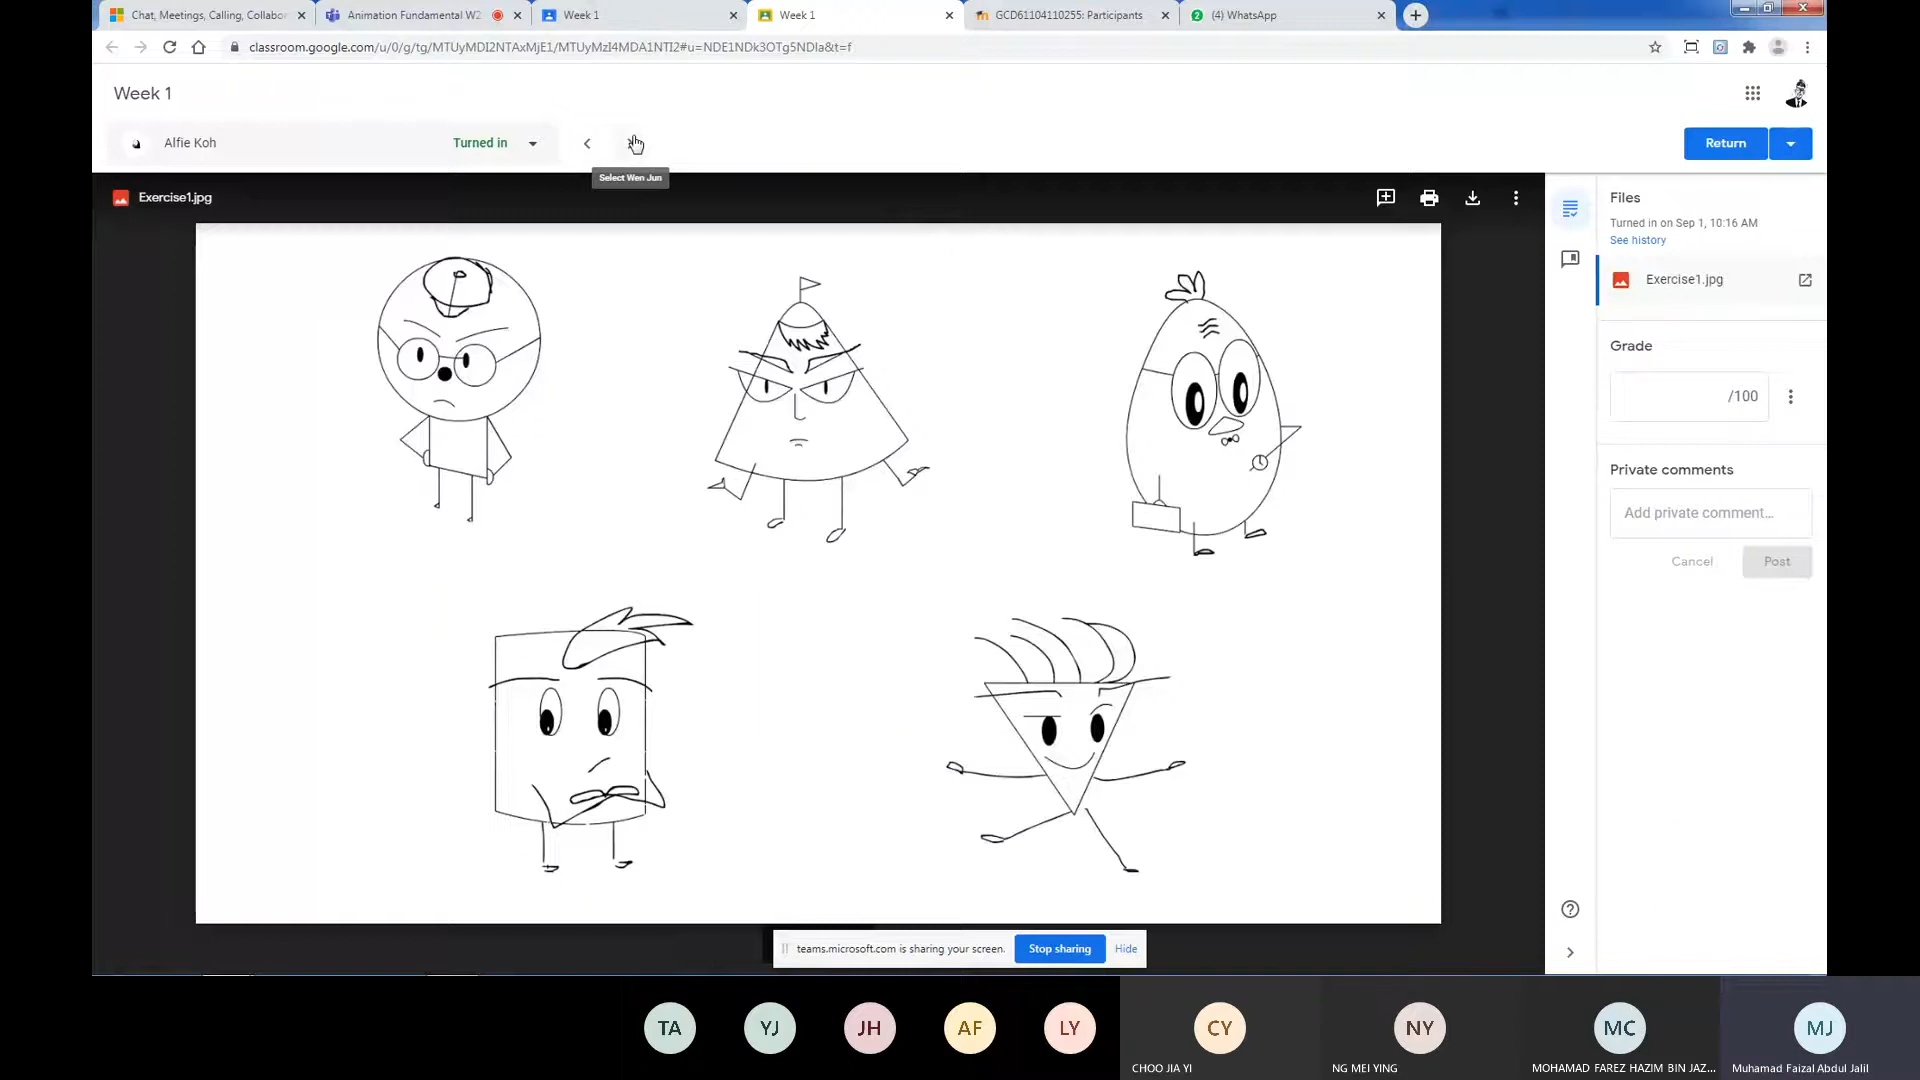 Chat, Meetings, Calling, Collabor
Animation Fundamental W2
Week 1
Week 1
GCD61104110255: Participants
(4) WhatsApp
classroom.google.com/u/0/g/tg/MTUyMDI2NTAxMjE1/MTUyMzI4MDA1NTI2#u=NDE1NDk3OTg5NDla&t=f
Week 1
Alfie Koh
Turned in
Return
Select Wen Jun
Exercise1.jpg
Files
Turned in on Sep 1, 10:16 AM
See history
Exercise1.jpg
Grade
/100
Private comments
Add private comment...
Cancel
Post
teams.microsoft.com is sharing your screen.
Stop sharing
Hide
TA
YJ
JH
AF
LY
CY
NY
MC
MJ
CHOO JIA YI
NG MEI YING
MOHAMAD FAREZ HAZIM BIN JAZ...
Muhamad Faizal Abdul Jalil